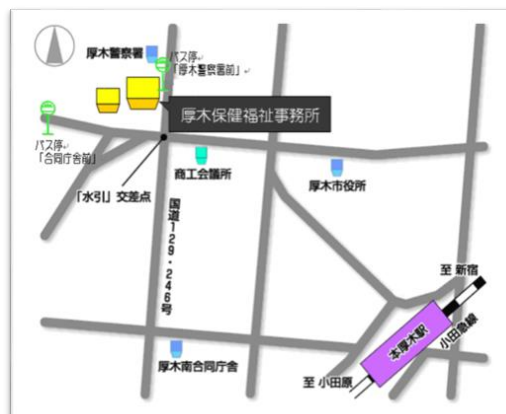 厚木警察署
バス停
「厚木警察署前」
厚木保健福祉事務所
バス停
「合同庁舎前」
「水引」交差点
商工会議所
厚木市役所
国道129・246号
至 新宿
本厚木駅
小田急線
厚木南合同庁舎
至 小田原